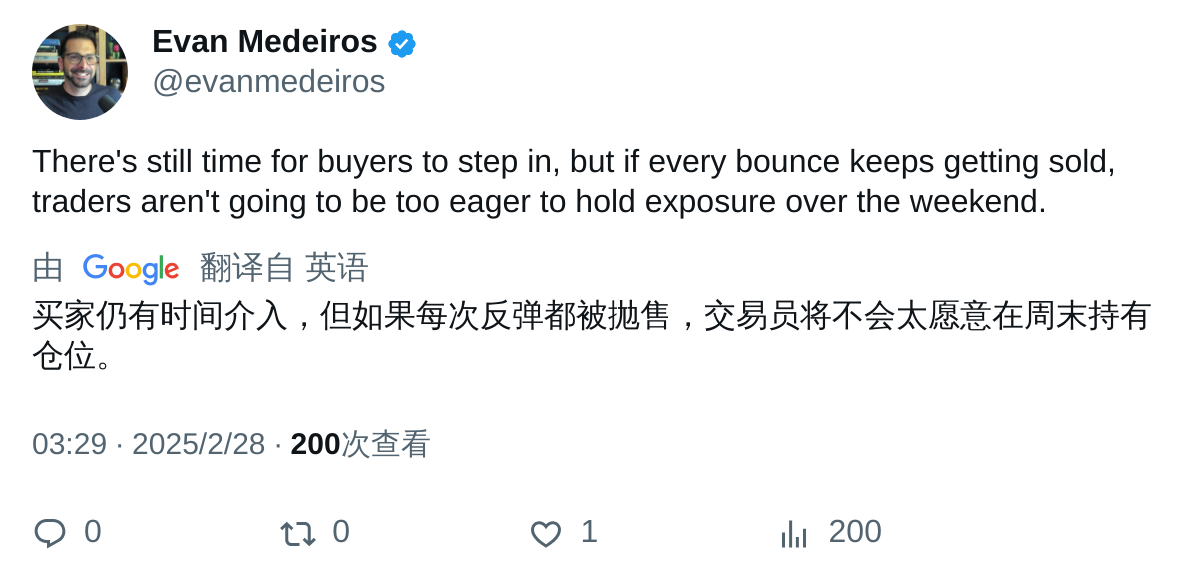 Evan Medeiros
@evanmedeiros
There's still time for buyers to step in, but if every bounce keeps getting sold,
traders aren't going to be too eager to hold exposure over the weekend.
由 Google 翻译自 英语
买家仍有时间介入，但如果每次反弹都被抛售，交易员将不会太愿意在周末持有
仓位。
03:29 · 2025/2/28 · 200次查看
0 0 1 200